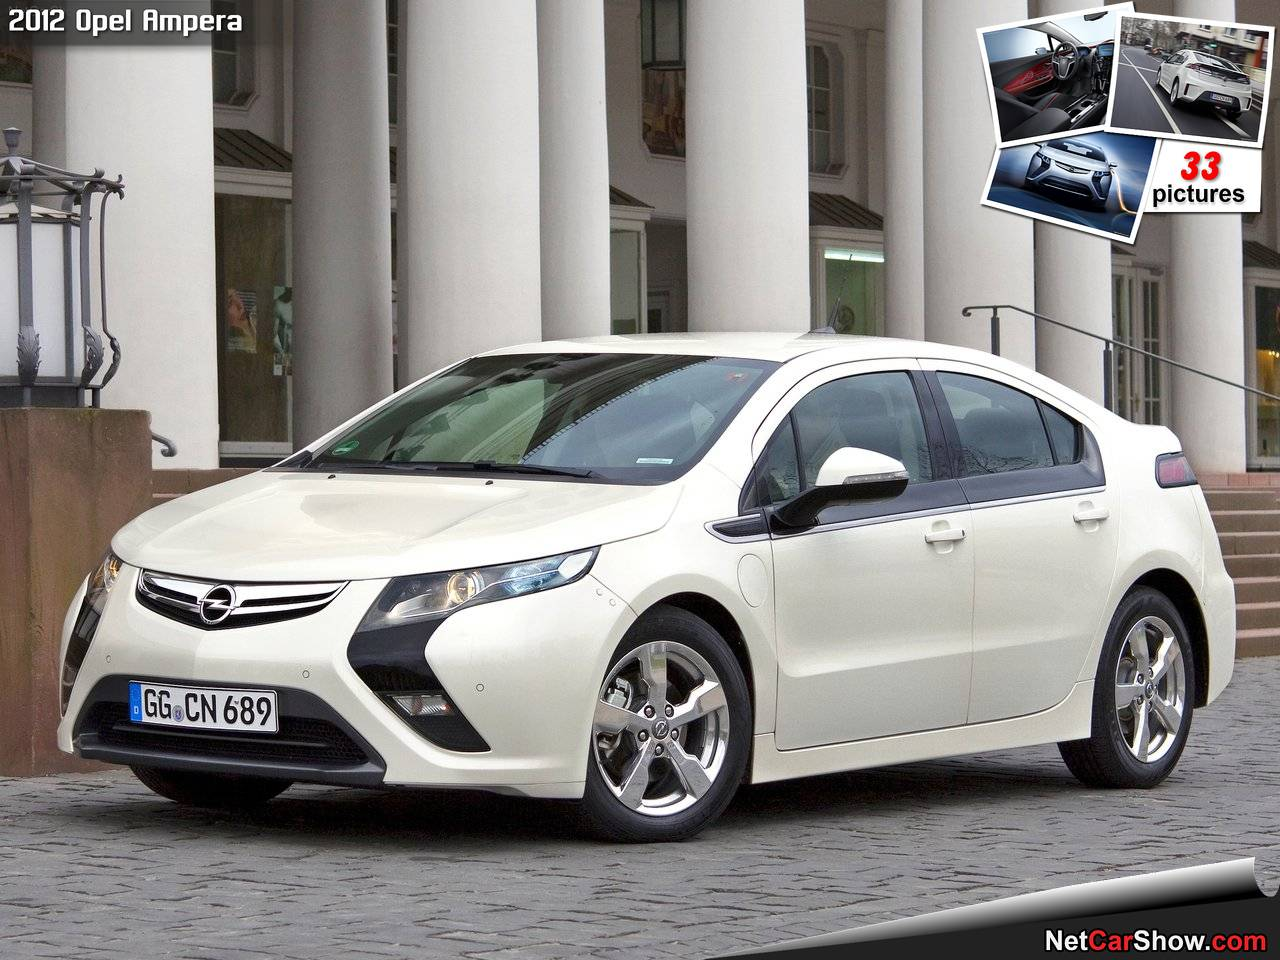 2012 Opel Ampera
33
pictures
GG CN 689
D
NetCarShow.com